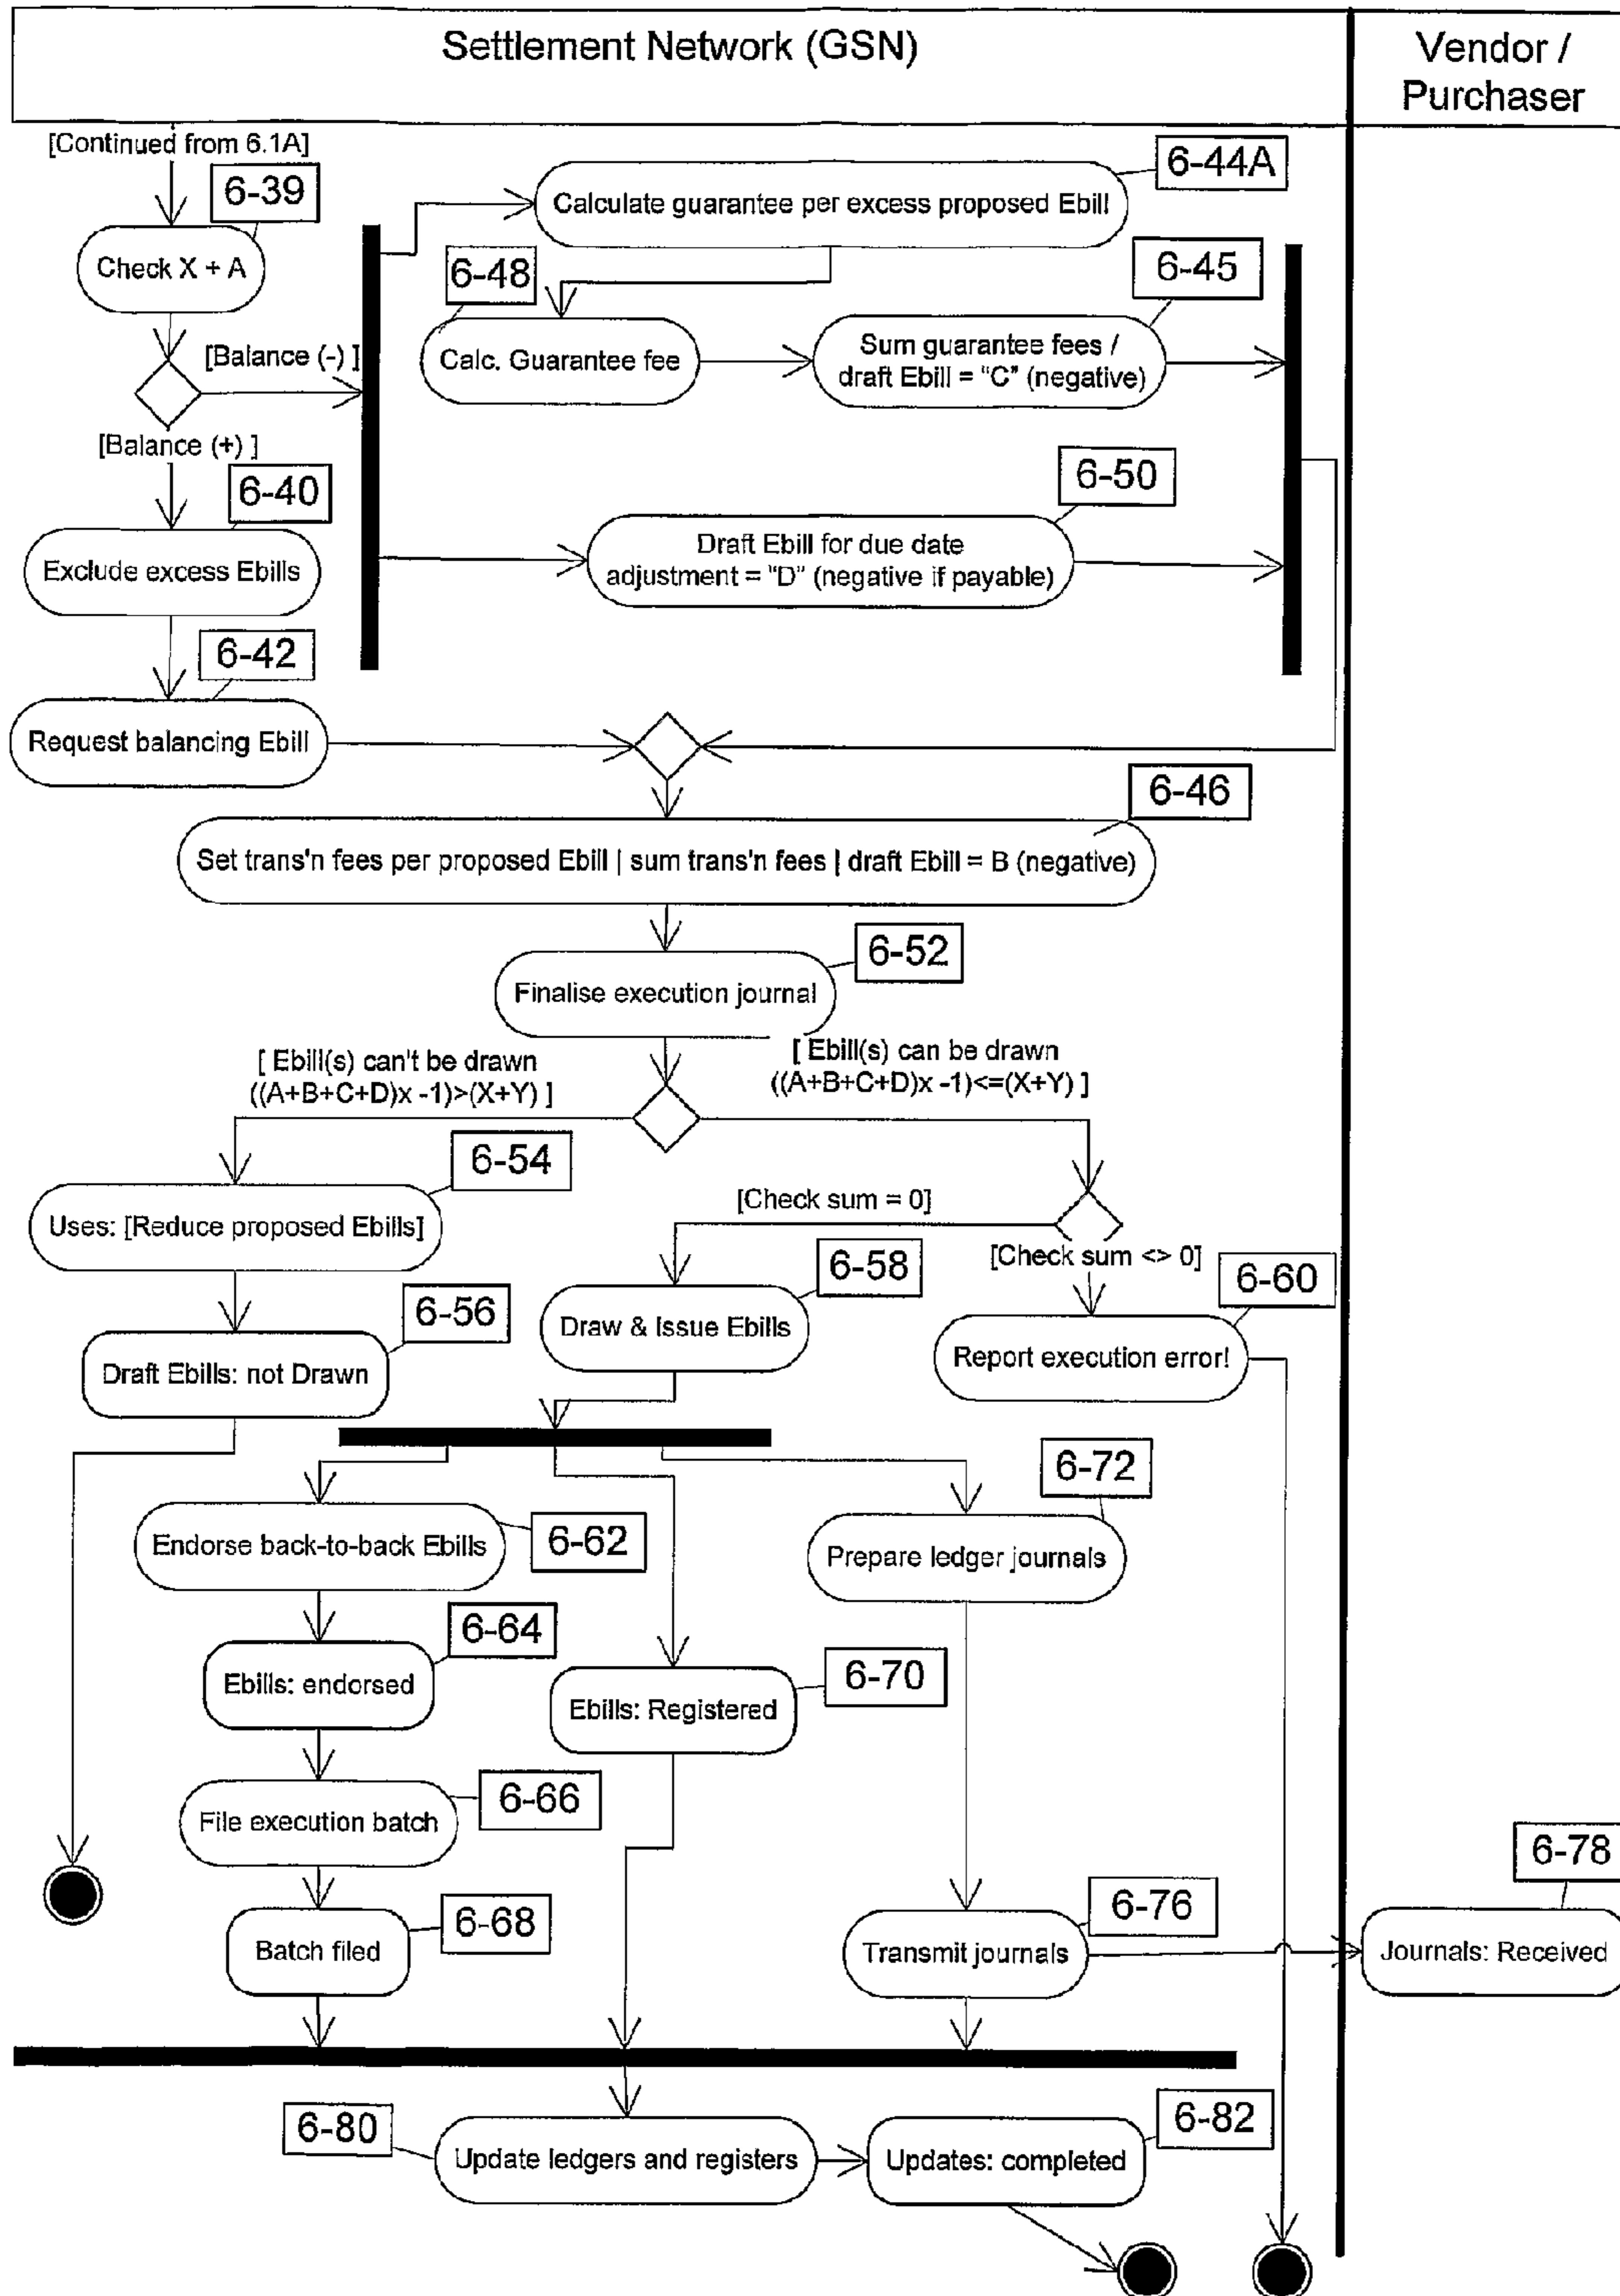 Settlement Network (GSN)
Vendor /
Purchaser
[Continued from 6.1A]
6-39
Check X + A
6-44A
Calculate guarantee per excess proposed Ebill
6-48
Calc. Guarantee fee
6-45
Sum guarantee fees /
draft Ebill = "C" (negative)
[Balance (-) ]
[Balance (+) ]
6-40
Exclude excess Ebills
6-50
Draft Ebill for due date
adjustment = "D" (negative if payable)
6-42
Request balancing Ebill
6-46
Set trans'n fees per proposed Ebill | sum trans'n fees | draft Ebill = B (negative)
6-52
Finalise execution journal
[ Ebill(s) can't be drawn
((A+B+C+D)x -1)>(X+Y) ]
[ Ebill(s) can be drawn
((A+B+C+D)x -1)<=(X+Y) ]
6-54
Uses: [Reduce proposed Ebills]
[Check sum = 0]
[Check sum <> 0]
6-56
Draft Ebills: not Drawn
6-58
Draw & Issue Ebills
6-60
Report execution error!
6-62
Endorse back-to-back Ebills
6-72
Prepare ledger journals
6-64
Ebills: endorsed
6-70
Ebills: Registered
6-66
File execution batch
6-68
Batch filed
6-76
Transmit journals
6-78
Journals: Received
6-80
Update ledgers and registers
6-82
Updates: completed